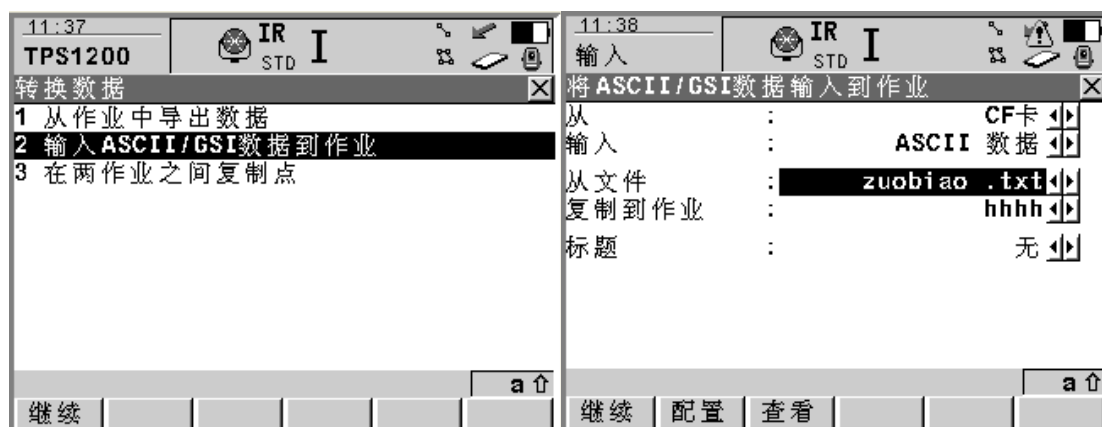 11:37
TPS1200
IR
STD
I
转换数据
1 从作业中导出数据
2 输入ASCII/GSI数据到作业
3 在两作业之间复制点
a
继续
11:38
输入
IR
STD
I
将ASCII/GSI数据输入到作业
从 : CF卡
输入 : ASCII 数据
从文件 : zuobiao .txt
复制到作业 : hhhh
标题 : 无
a
继续 配置 查看